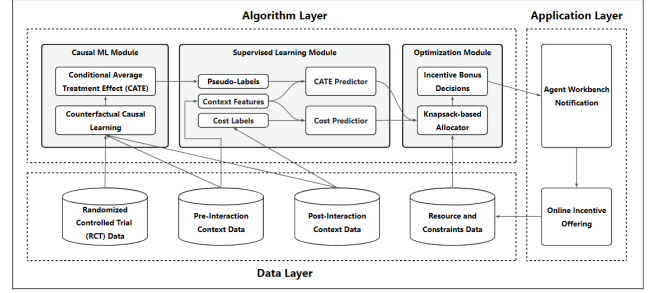 Algorithm Layer
Application Layer
Causal ML Module
Supervised Learning Module
Optimization Module
Conditional Average
Treatment Effect (CATE)
Pseudo-Labels
CATE Predictor
Incentive Bonus
Decisions
Agent Workbench
Notification
Context Features
Counterfactual Causal
Learning
Cost Labels
Cost Predictior
Knapsack-based
Allocator
Randomized
Controlled Trial
(RCT) Data
Pre-Interaction
Context Data
Post-Interaction
Context Data
Resource and
Constraints Data
Online Incentive
Offering
Data Layer